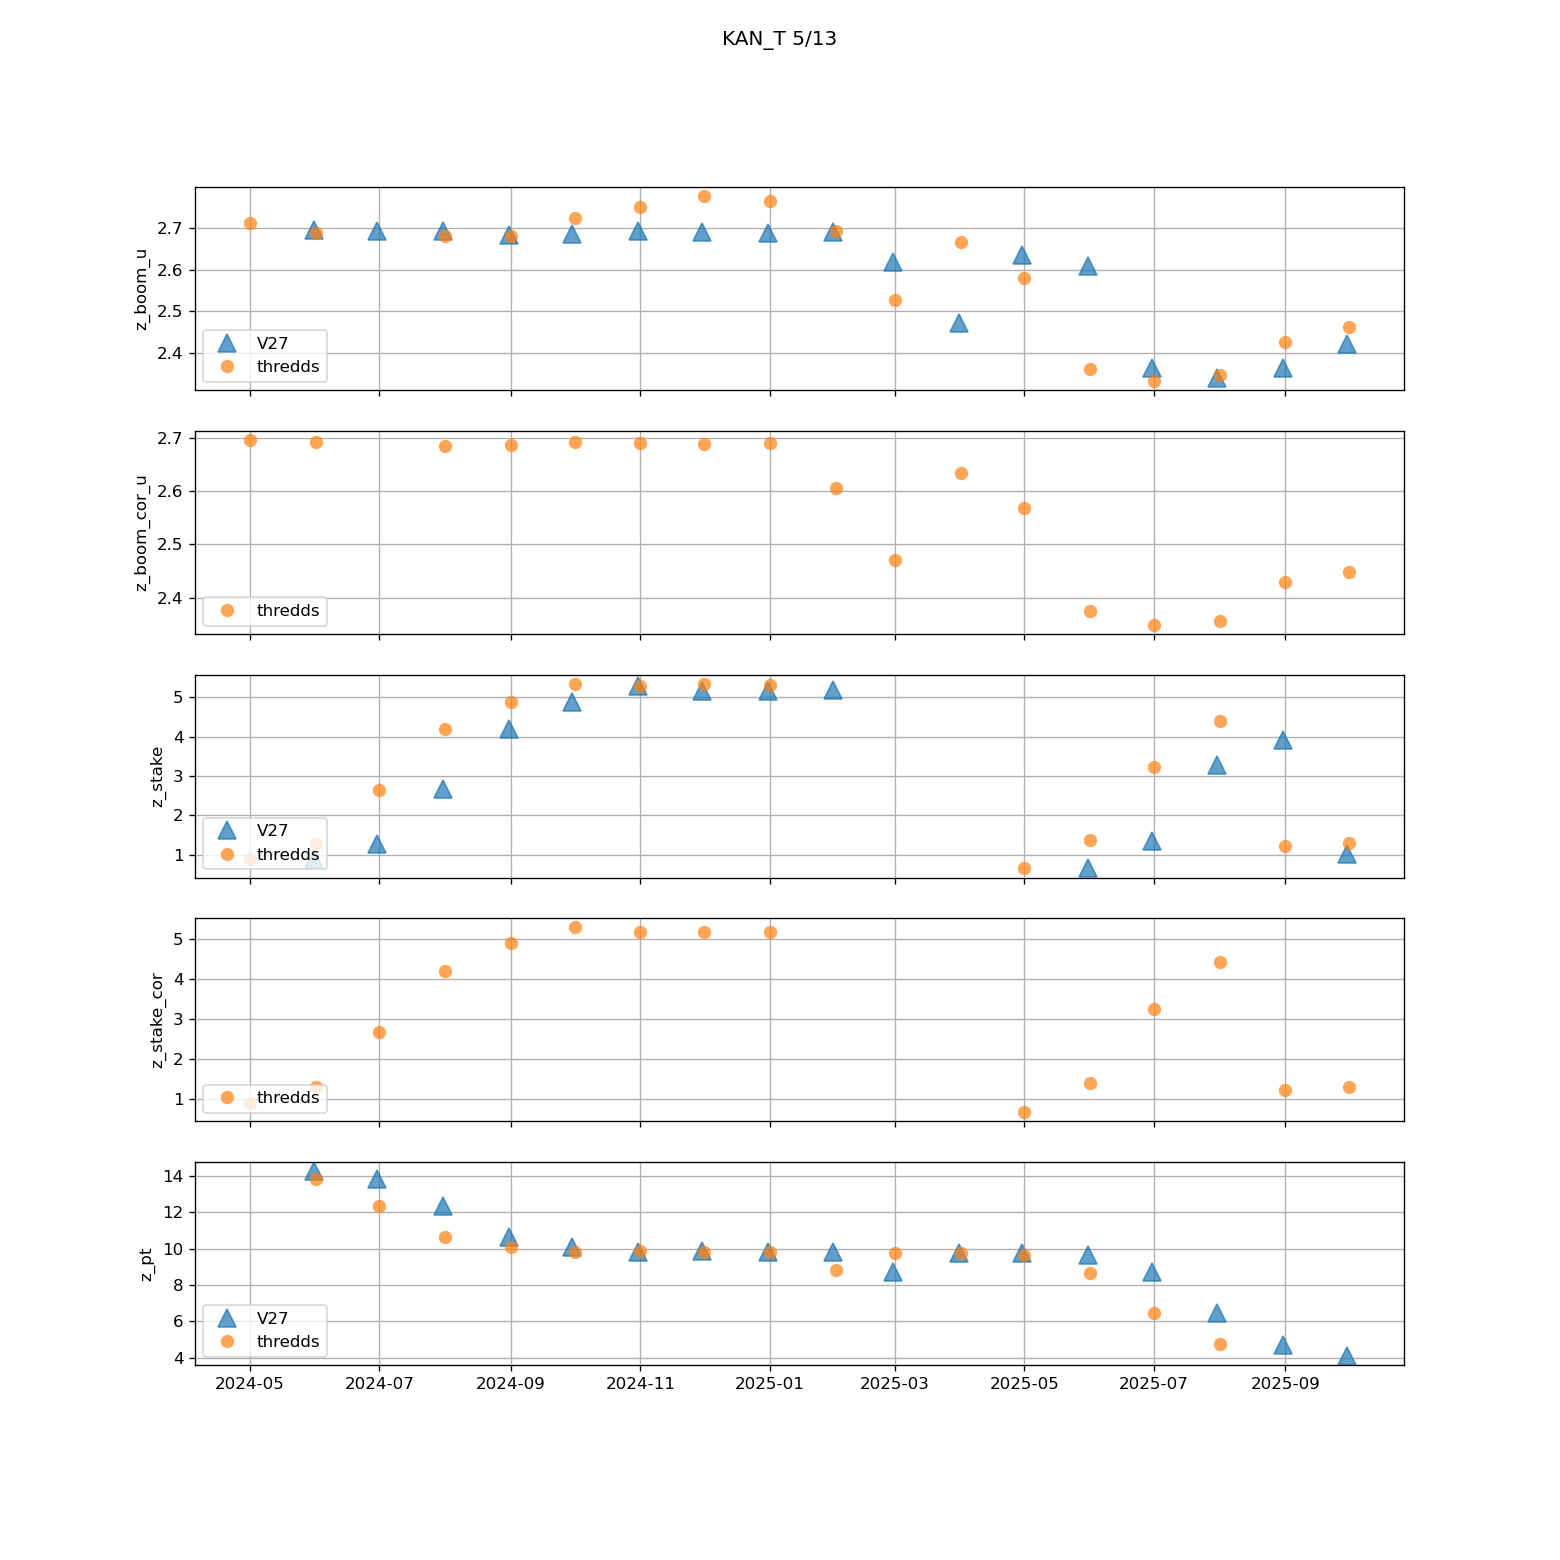 KAN_T 5/13
z_boom_u
2.7
2.6
2.5
2.4
V27
thredds
z_boom_cor_u
2.7
2.6
2.5
2.4
thredds
z_stake
5
4
3
2
1
V27
thredds
z_stake_cor
5
4
3
2
1
thredds
z_pt
14
12
10
8
6
4
V27
thredds
2024-05 2024-07 2024-09 2024-11 2025-01 2025-03 2025-05 2025-07 2025-09